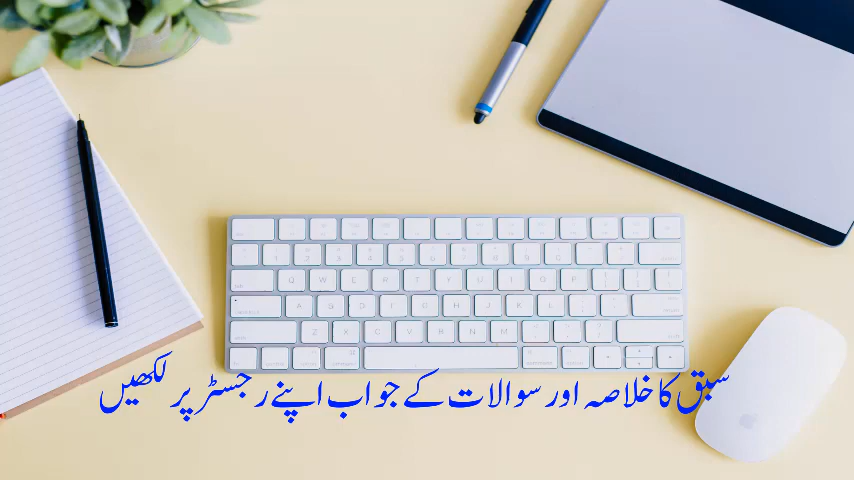 سبق کا خلاصہ اور سوالات کے جواب اپنے رجسٹر پر لکھیں
Q W E R T Y U I O P
A S D F G H J K L
Z X C V B N M